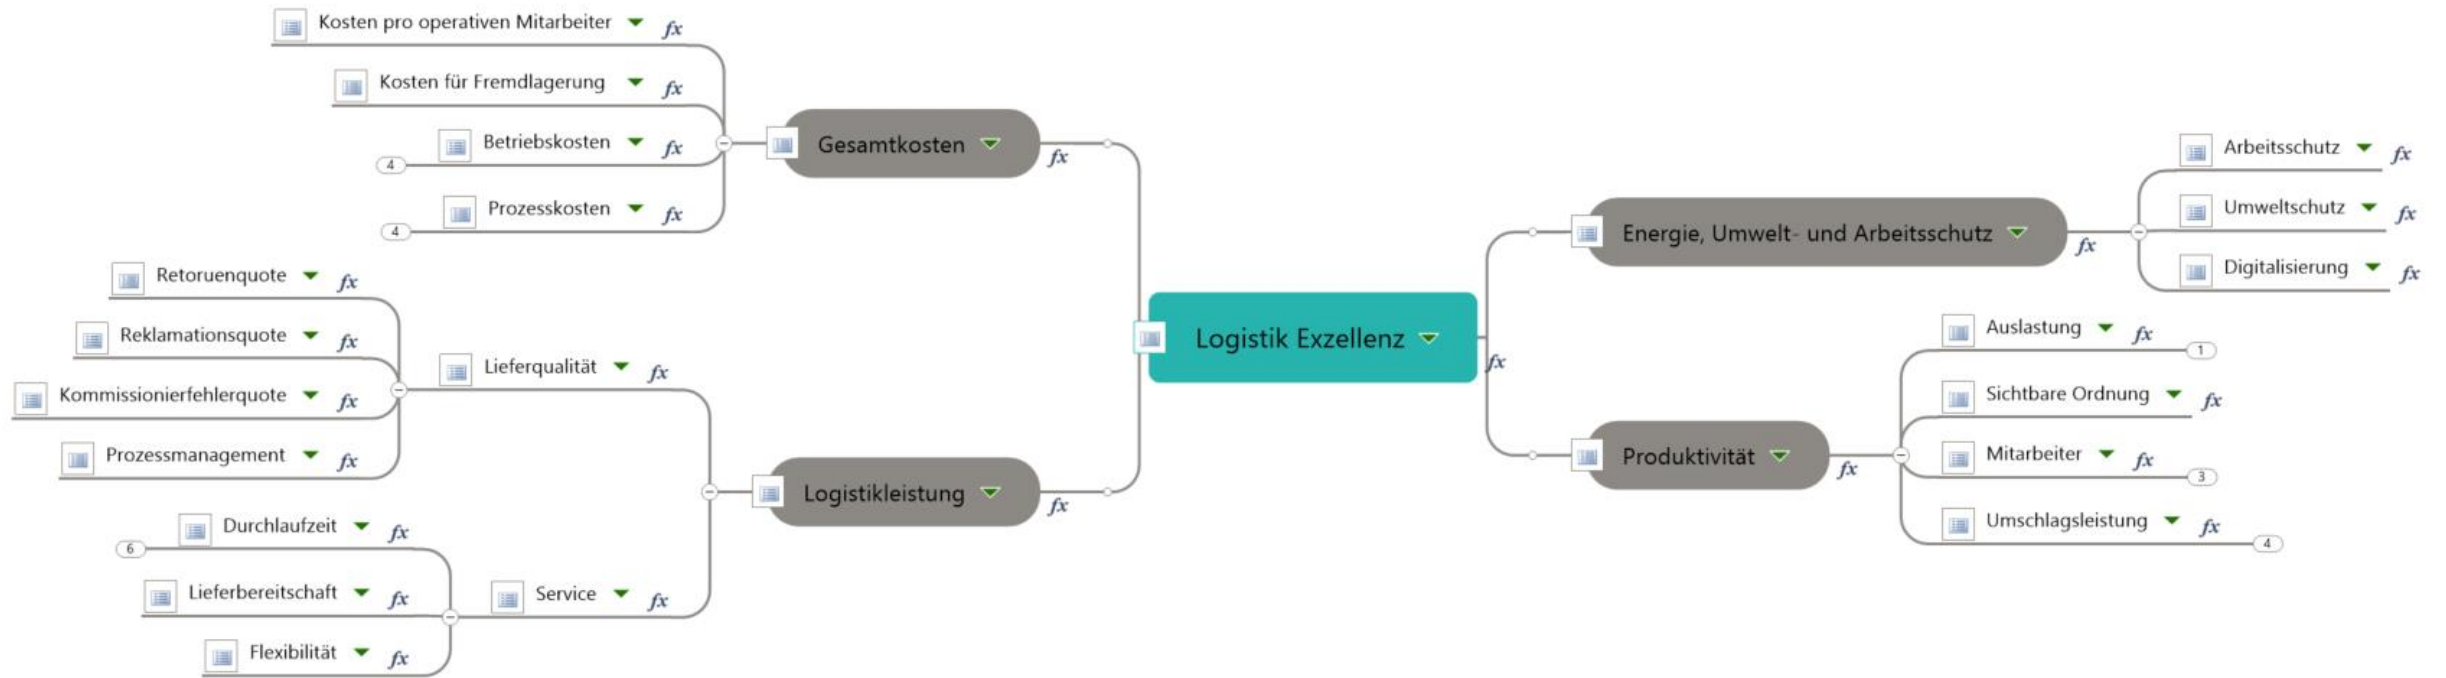 Kosten pro operativen Mitarbeiter fx
Kosten für Fremdlagerung fx
Betriebskosten fx
4
Prozesskosten fx
4
Gesamtkosten fx
Retoruenquote fx
Reklamationsquote fx
Kommissionierfehlerquote fx
Prozessmanagement fx
Lieferqualität fx
Durchlaufzeit fx
6
Lieferbereitschaft fx
Flexibilität fx
Service fx
Logistikleistung fx
Logistik Exzellenz fx
Energie, Umwelt- und Arbeitsschutz fx
Arbeitsschutz fx
Umweltschutz fx
Digitalisierung fx
Produktivität fx
Auslastung fx
1
Sichtbare Ordnung fx
Mitarbeiter fx
3
Umschlagsleistung fx
4